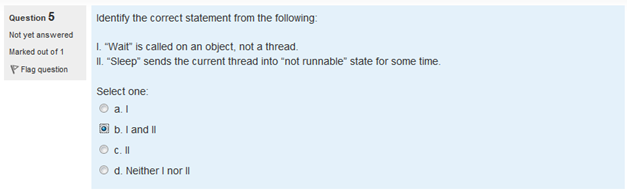 Question 5
Not yet answered
Marked out of 1
Flag question
Identify the correct statement from the following:
I. “Wait” is called on an object, not a thread.
II. “Sleep” sends the current thread into “not runnable” state for some time.
Select one:
a. I
b. I and II
c. II
d. Neither I nor II